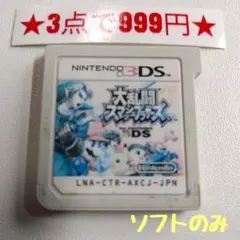 ★3点で999円★
NINTENDO 3DS
大乱闘
スマッシュブラザーズ
for NINTENDO 3DS
Nintendo
LNA-CTR-AXCJ-JPN
ソフトのみ